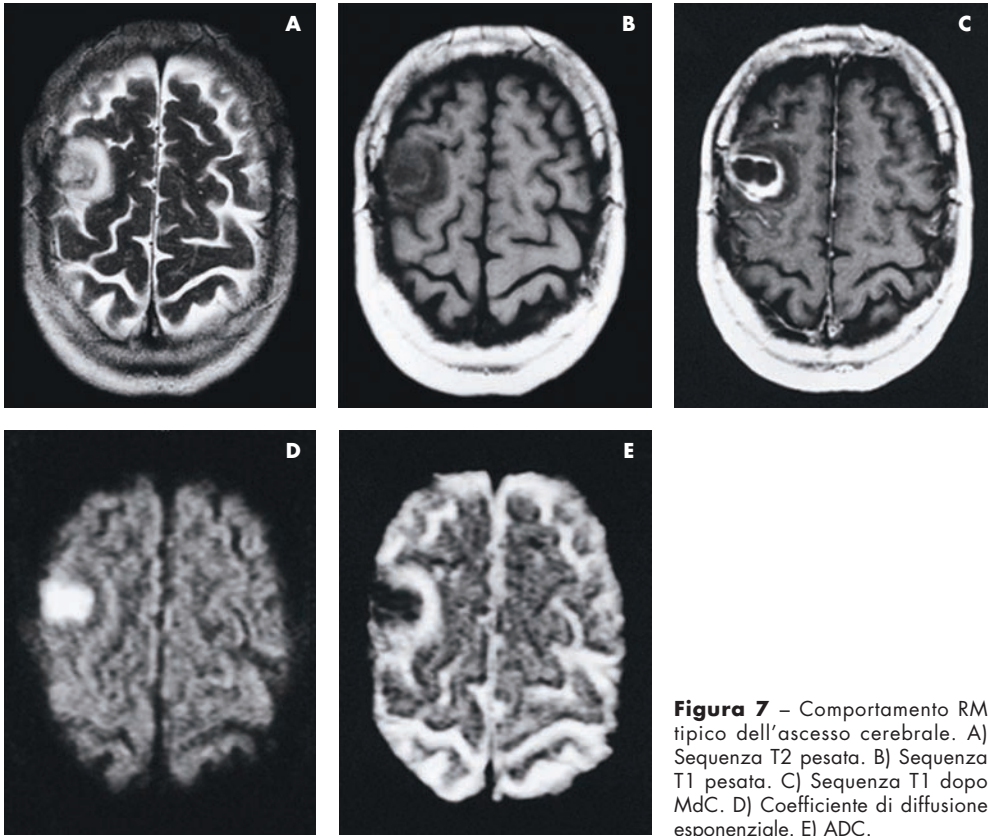 A
B
C
D
E
Figura 7 – Comportamento RM
tipico dell'ascesso cerebrale. A)
Sequenza T2 pesata. B) Sequenza
T1 pesata. C) Sequenza T1 dopo
MdC. D) Coefficiente di diffusione
esponenziale. E) ADC.